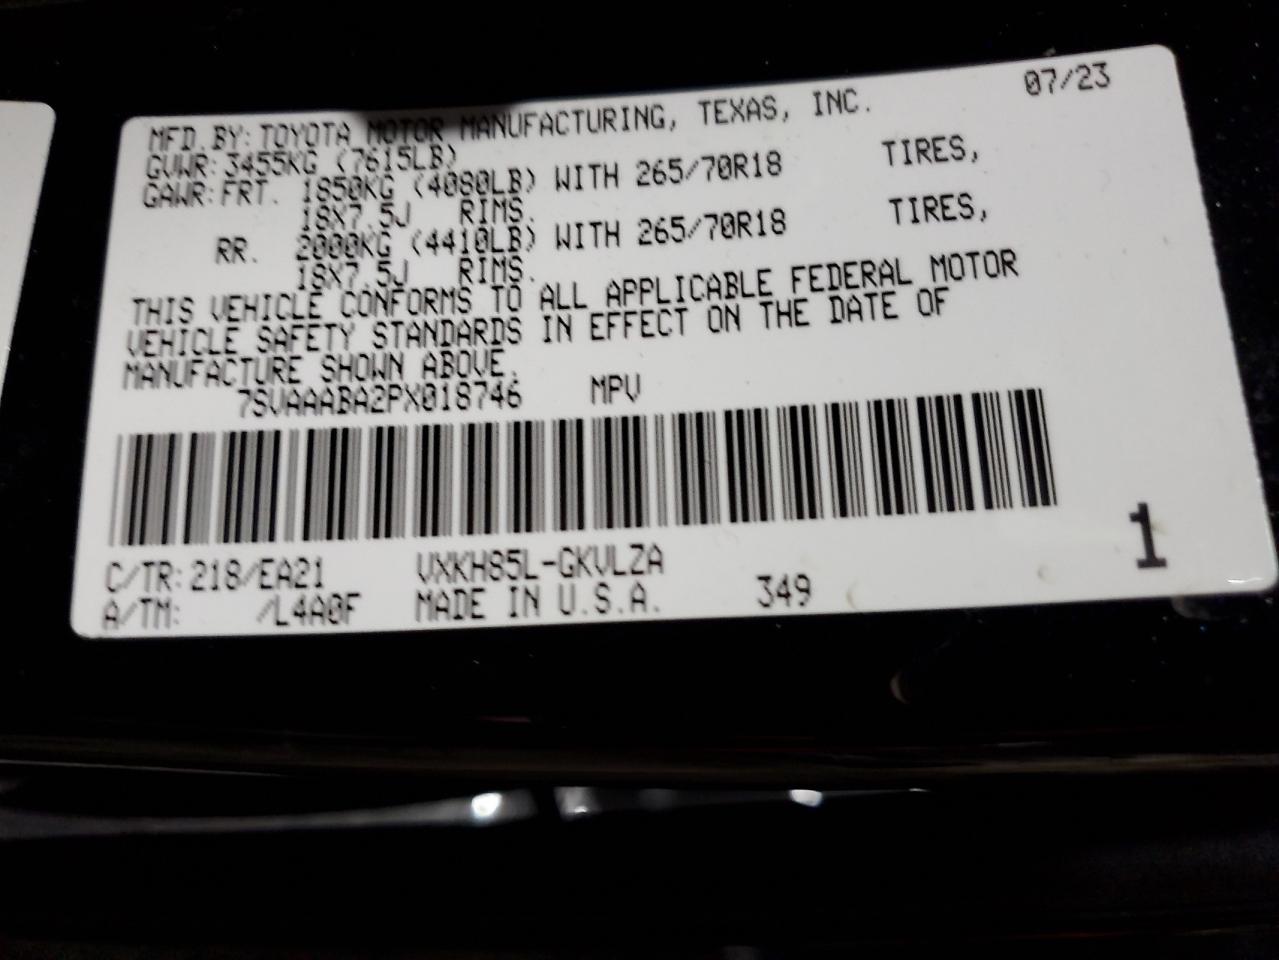 07/23
MFD.BY: TOYOTA MOTOR MANUFACTURING, TEXAS, INC.
GVWR: 3455KG (7615LB)
GAWR: FRT. 1850KG (4080LB) WITH 265/70R18 TIRES,
18X7.5J RIMS.
RR. 2000KG (4410LB) WITH 265/70R18 TIRES,
18X7.5J RIMS.
THIS VEHICLE CONFORMS TO ALL APPLICABLE FEDERAL MOTOR
VEHICLE SAFETY STANDARDS IN EFFECT ON THE DATE OF
MANUFACTURE SHOWN ABOVE.
7SVAAABA2PX018746 MPV
C/TR: 218/EA21 VXKH85L-GKVLZA
A/TM: /L4A0F MADE IN U.S.A. 349
1